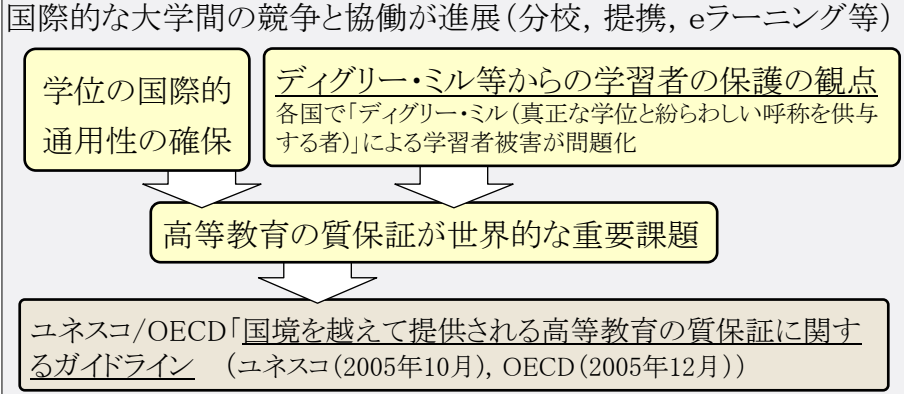 国際的な大学間の競争と協働が進展(分校, 提携, eラーニング等)
学位の国際的
通用性の確保
ディグリー・ミル等からの学習者の保護の観点
各国で「ディグリー・ミル(真正な学位と紛らわしい呼称を供与
する者)」による学習者被害が問題化
高等教育の質保証が世界的な重要課題
ユネスコ/OECD「国境を越えて提供される高等教育の質保証に関す
るガイドライン (ユネスコ(2005年10月), OECD(2005年12月))